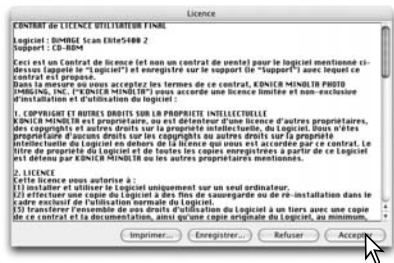 Licence
CONTRAT de LICENCE UTILISATEUR FINAL
Logiciel : DiMAGE Scan Elite5400 2
Support : CD-ROM
Ceci est un Contrat de licence (et non un contrat de vente) pour le logiciel mentionné ci-
dessus (appelé le "Logiciel") et enregistré sur le support (le "Support") avec lequel ce
contrat est proposé.
Dans la mesure où vous acceptez les termes de ce contrat, KONICA MINOLTA PHOTO
IMAGING, INC. ("KONICA MINOLTA") vous accorde une licence limitée et non-exclusive
d'installation et d'utilisation du logiciel :
1. COPYRIGHT ET AUTRES DROITS SUR LA PROPRIETE INTELLECTUELLE
KONICA MINOLTA est propriétaire, ou est détenteur d'une licence d'autres propriétaires,
des copyrights et autres droits sur la propriété intellectuelle, du Logiciel. Vous n'êtes
propriétaire d'aucuns droits sur les copyrights ou autres droits sur la propriété
intellectuelle du Logiciel en dehors de la licence qui vous est accordée par ce contrat. Le
titre de propriété du Logiciel et de toutes les copies enregistrées à partir de ce Logiciel
est détenu par KONICA MINOLTA ou les autres propriétaires mentionnés.
2. LICENCE
Cette licence vous autorise à :
(1) installer et utiliser le Logiciel uniquement sur un seul ordinateur.
(2) effectuer une copie du Logiciel à des fins de sauvegarde ou de ré-installation dans le
cadre exclusif de l'utilisation normale du Logiciel.
(3) transférer l'ensemble de vos droits d'utilisation du Logiciel à un tiers avec une copie
de ce contrat et la documentation, ainsi qu'une copie originale du Logiciel, au minimum,
Imprimer... Enregistrer... Refuser Accepter